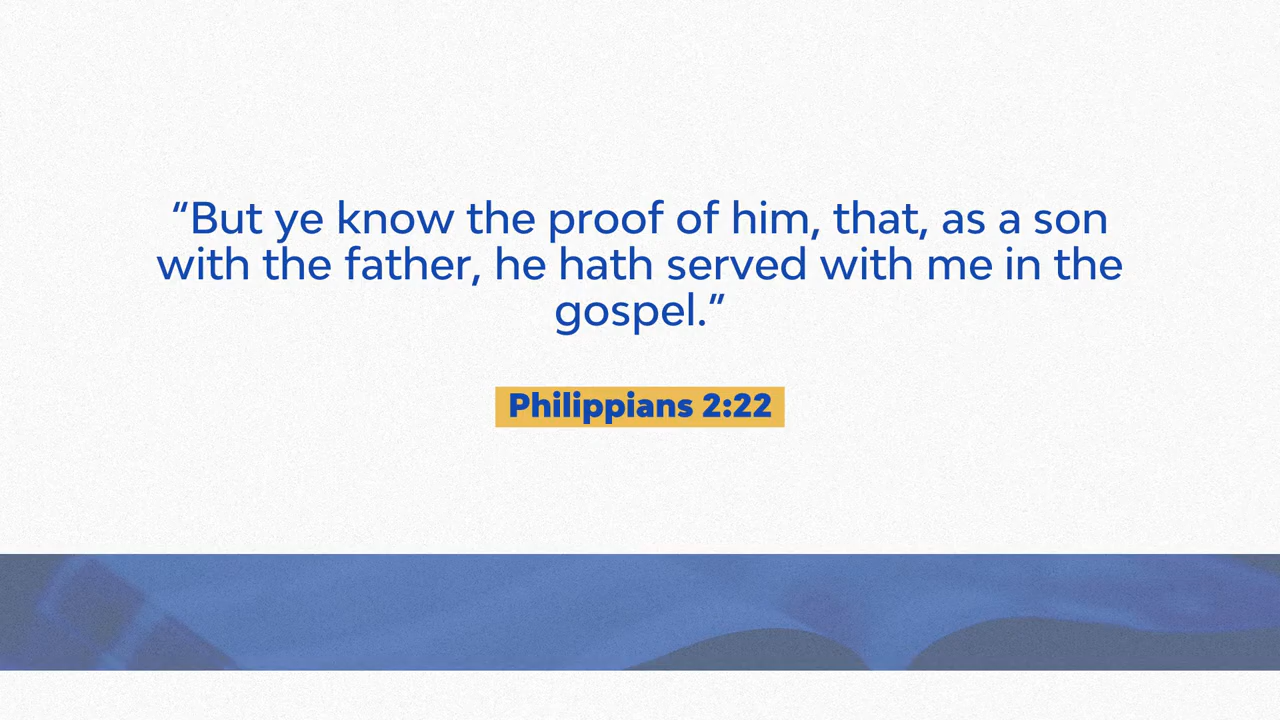 “But ye know the proof of him, that, as a son
with the father, he hath served with me in the
gospel.”
Philippians 2:22